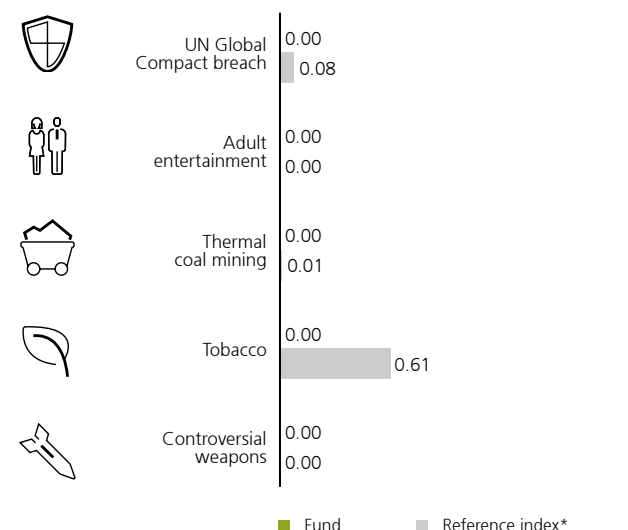 UN Global
Compact breach
0.00
0.08
Adult
entertainment
0.00
0.00
Thermal
coal mining
0.00
0.01
Tobacco
0.00
0.61
Controversial
weapons
0.00
0.00
Fund
Reference index*